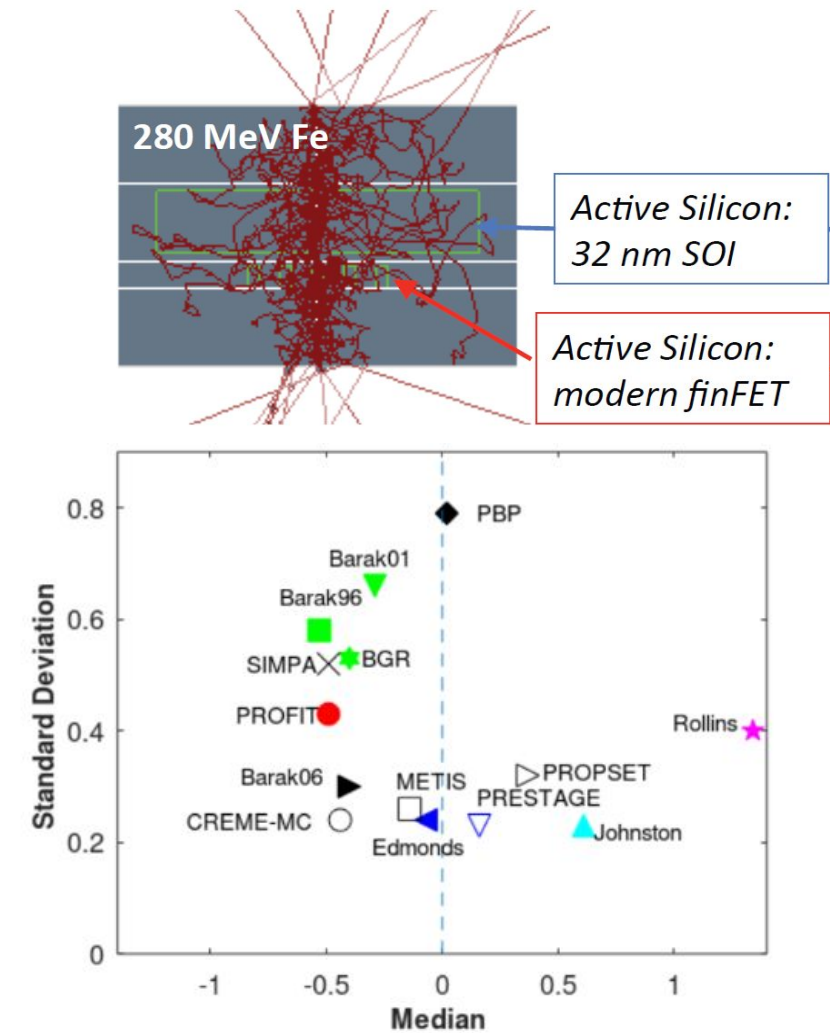 280 MeV Fe
Active Silicon:
32 nm SOI
Active Silicon:
modern finFET
0.8
PBP
Barak01
0.6
Barak96
SIMPA
BGR
PROFIT
0.4
Rollins
Barak06
METIS
PROPSET
PRESTAGE
CREME-MC
0.2
Edmonds
Johnston
0
-1
-0.5
0
0.5
1
Standard Deviation
Median